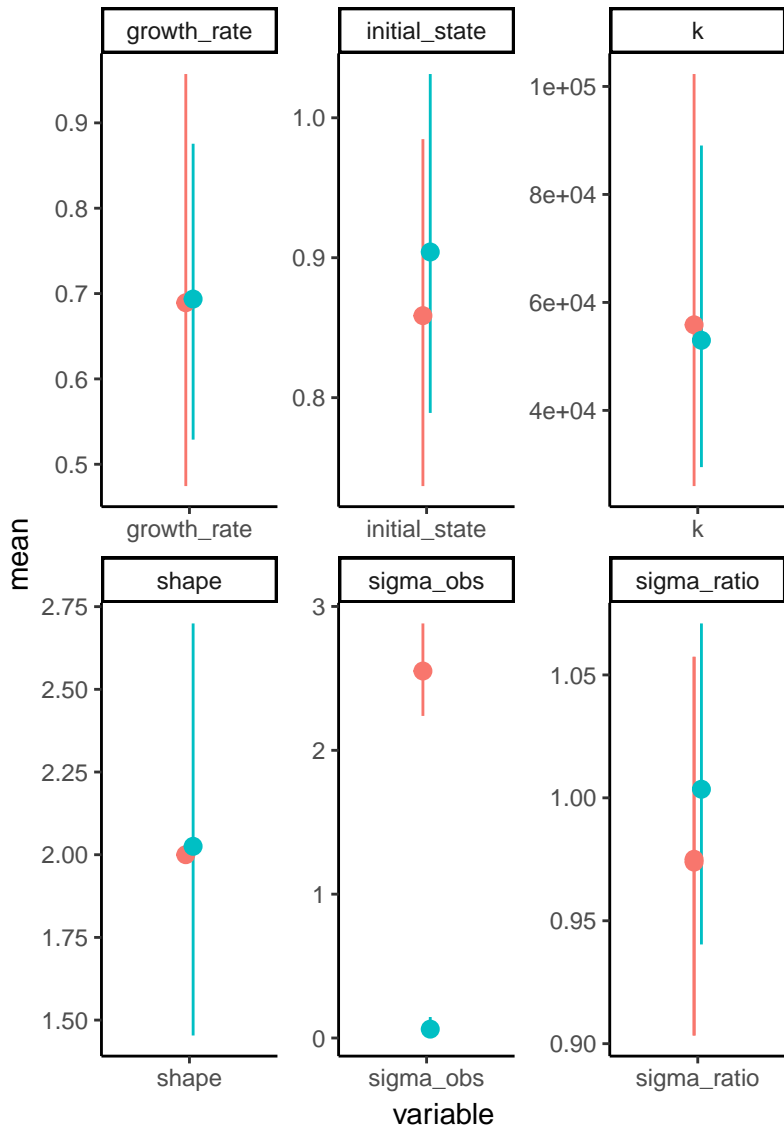 growth_rate
initial_state
k
0.9
0.8
0.7
0.6
0.5
1.0
0.9
0.8
1e+05
8e+04
6e+04
4e+04
growth_rate
initial_state
k
mean
shape
sigma_obs
sigma_ratio
2.75
2.50
2.25
2.00
1.75
1.50
3
2
1
0
1.05
1.00
0.95
0.90
shape
sigma_obs
sigma_ratio
variable